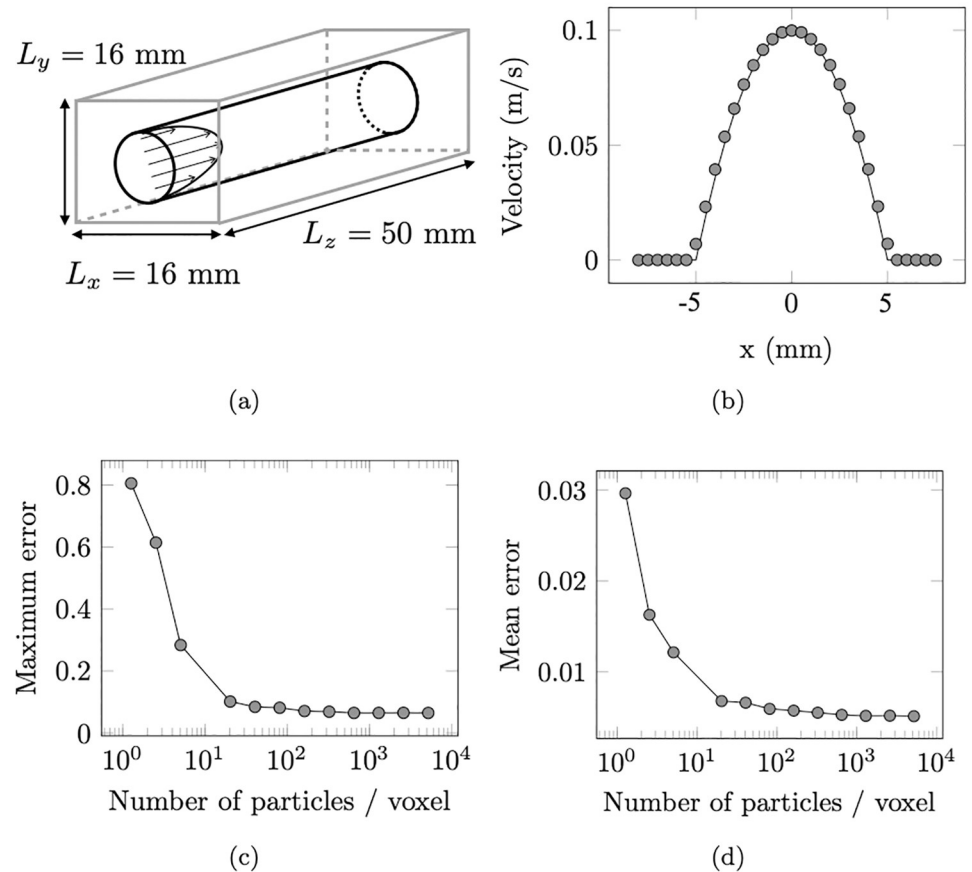 L_y = 16 mm
L_z = 50 mm
L_x = 16 mm
(a)
Velocity (m/s)
0.1
0.05
0
-5 0 5
x (mm)
(b)
Maximum error
0.8
0.6
0.4
0.2
0
10^0 10^1 10^2 10^3 10^4
Number of particles / voxel
(c)
Mean error
0.03
0.02
0.01
10^0 10^1 10^2 10^3 10^4
Number of particles / voxel
(d)